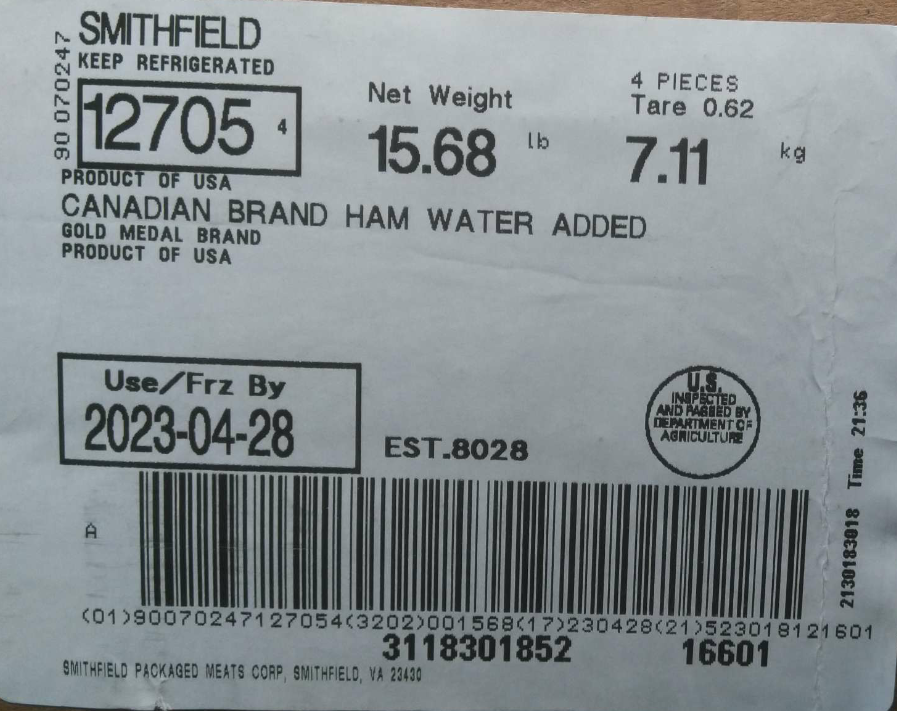 SMITHFIELD
KEEP REFRIGERATED
90 070247
12705 4
Net Weight
15.68 lb
4 PIECES
Tare 0.62
7.11 kg
PRODUCT OF USA
CANADIAN BRAND HAM WATER ADDED
GOLD MEDAL BRAND
PRODUCT OF USA
Use/Frz By
2023-04-28
EST.8028
U.S.
INSPECTED
AND PASSED BY
DEPARTMENT OF
AGRICULTURE
2130183018 Time 21:36
A
(01)90070247127054(3202)001568(17)230428(21)523018121601
3118301852 16601
SMITHFIELD PACKAGED MEATS CORP, SMITHFIELD, VA 23430